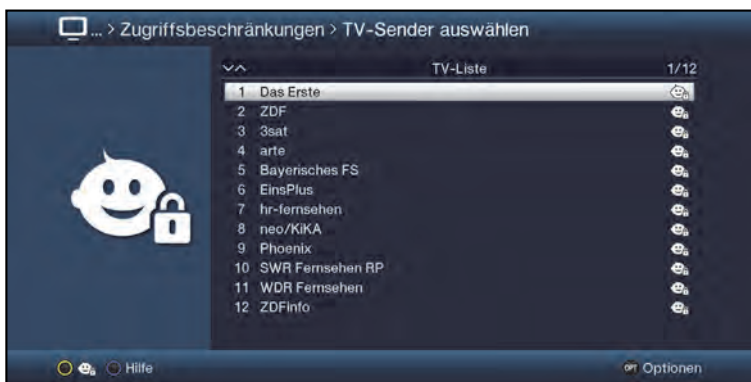 ... > Zugriffsbeschränkungen > TV-Sender auswählen
TV-Liste 1/12
1 Das Erste
2 ZDF
3 3sat
4 arte
5 Bayerisches FS
6 EinsPlus
7 hr-fernsehen
8 neo/KiKA
9 Phoenix
10 SWR Fernsehen RP
11 WDR Fernsehen
12 ZDFinfo
Hilfe OPT Optionen